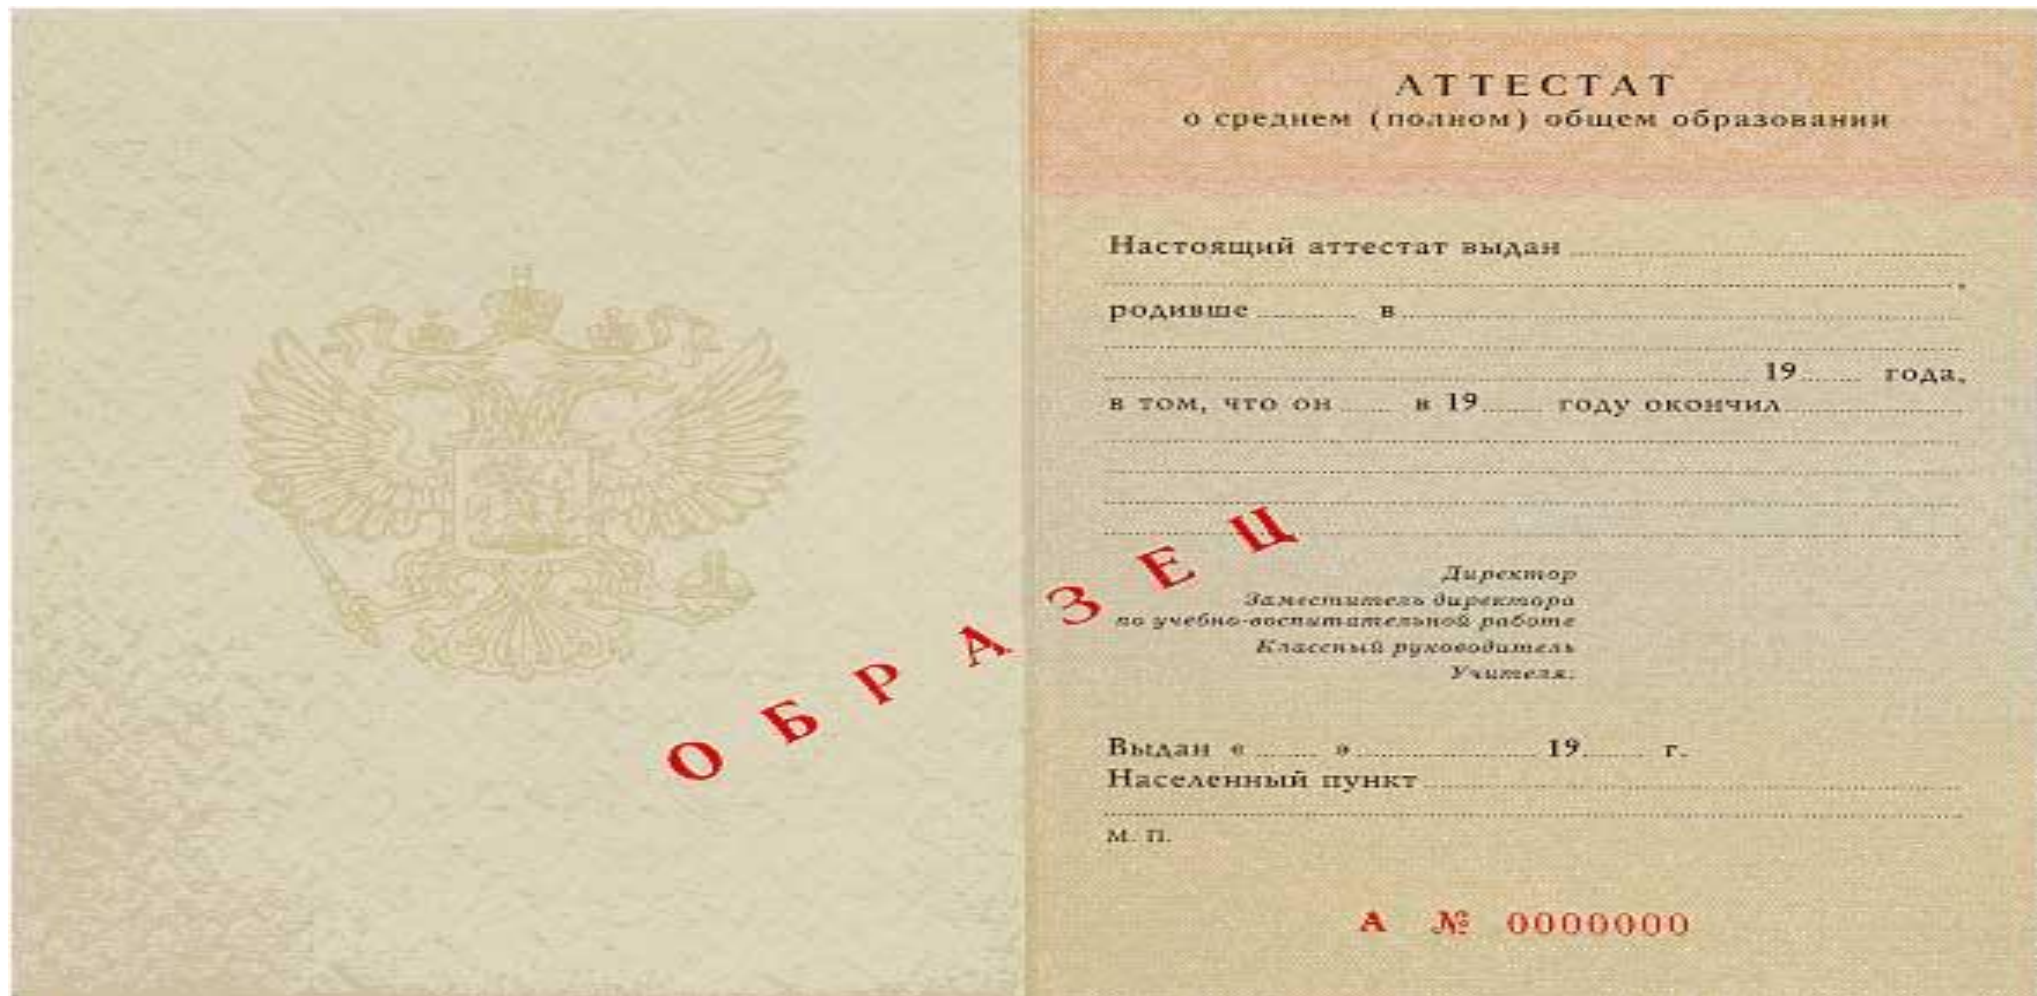 АТТЕСТАТ
о среднем (полном) общем образовании
Настоящий аттестат выдан
,
родивше в
19 года,
в том, что он в 19 году окончил
Директор
Заместитель директора
по учебно-воспитательной работе
Классный руководитель
Учителя:
Выдан « » 19 г.
Населенный пункт
М. П.
А № 0000000
ОБРАЗЕЦ